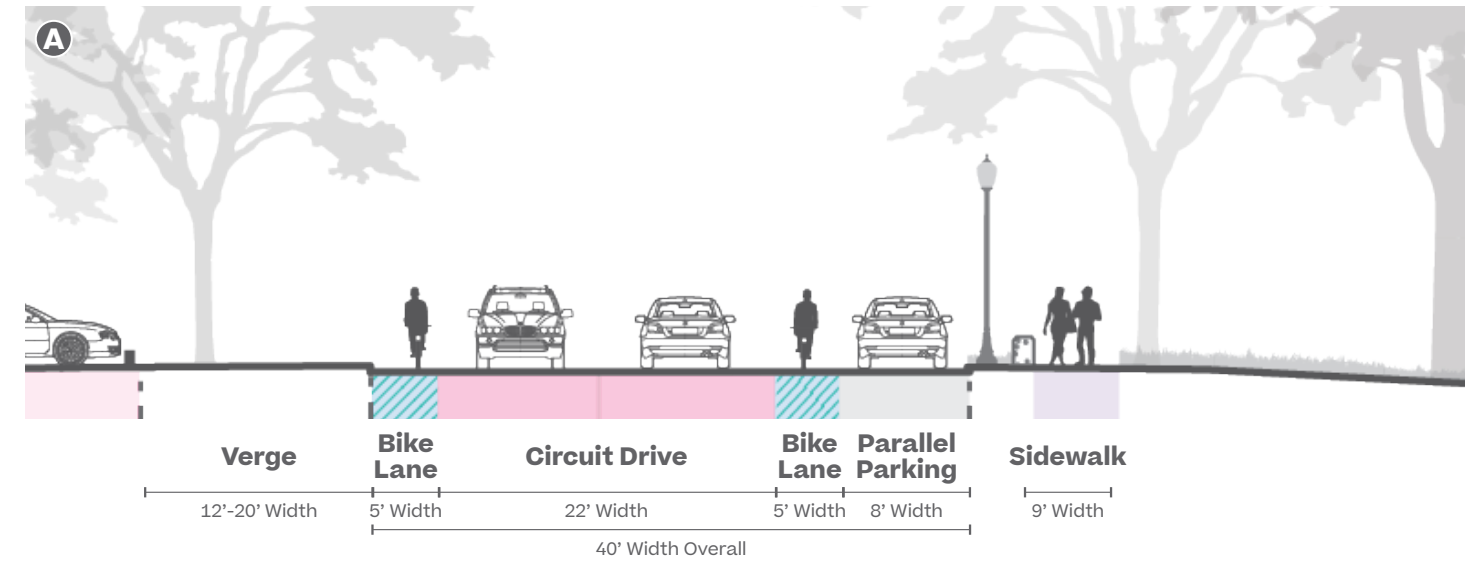 A
Verge
Bike
Lane
Circuit Drive
Bike
Lane
Parallel
Parking
Sidewalk
12’-20’ Width
5’ Width
22’ Width
5’ Width
8’ Width
9’ Width
40’ Width Overall